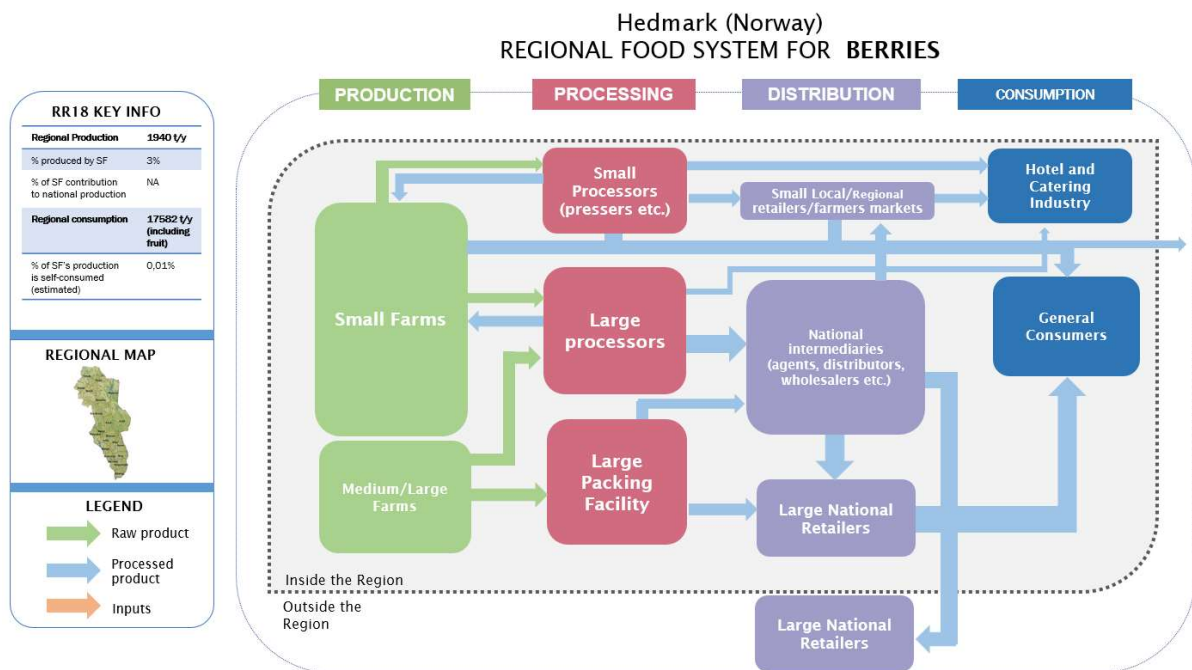 Hedmark (Norway)
REGIONAL FOOD SYSTEM FOR BERRIES
RR18 KEY INFO
Regional Production 1940 t/y
% produced by SF 3%
% of SF contribution NA
to national production
Regional consumption 17582 t/y
(including
fruit)
% of SF's production 0,01%
is self-consumed
(estimated)
REGIONAL MAP
LEGEND
Raw product
Processed
product
Inputs
PRODUCTION
PROCESSING
DISTRIBUTION
CONSUMPTION
Small Farms
Medium/Large
Farms
Small
Processors
(pressers etc.)
Large
processors
Large
Packing
Facility
Small Local/Regional
retailers/farmers markets
National
intermediaries
(agents, distributors,
wholesalers etc.)
Large National
Retailers
Hotel and
Catering
Industry
General
Consumers
Inside the Region
Outside the
Region
Large National
Retailers